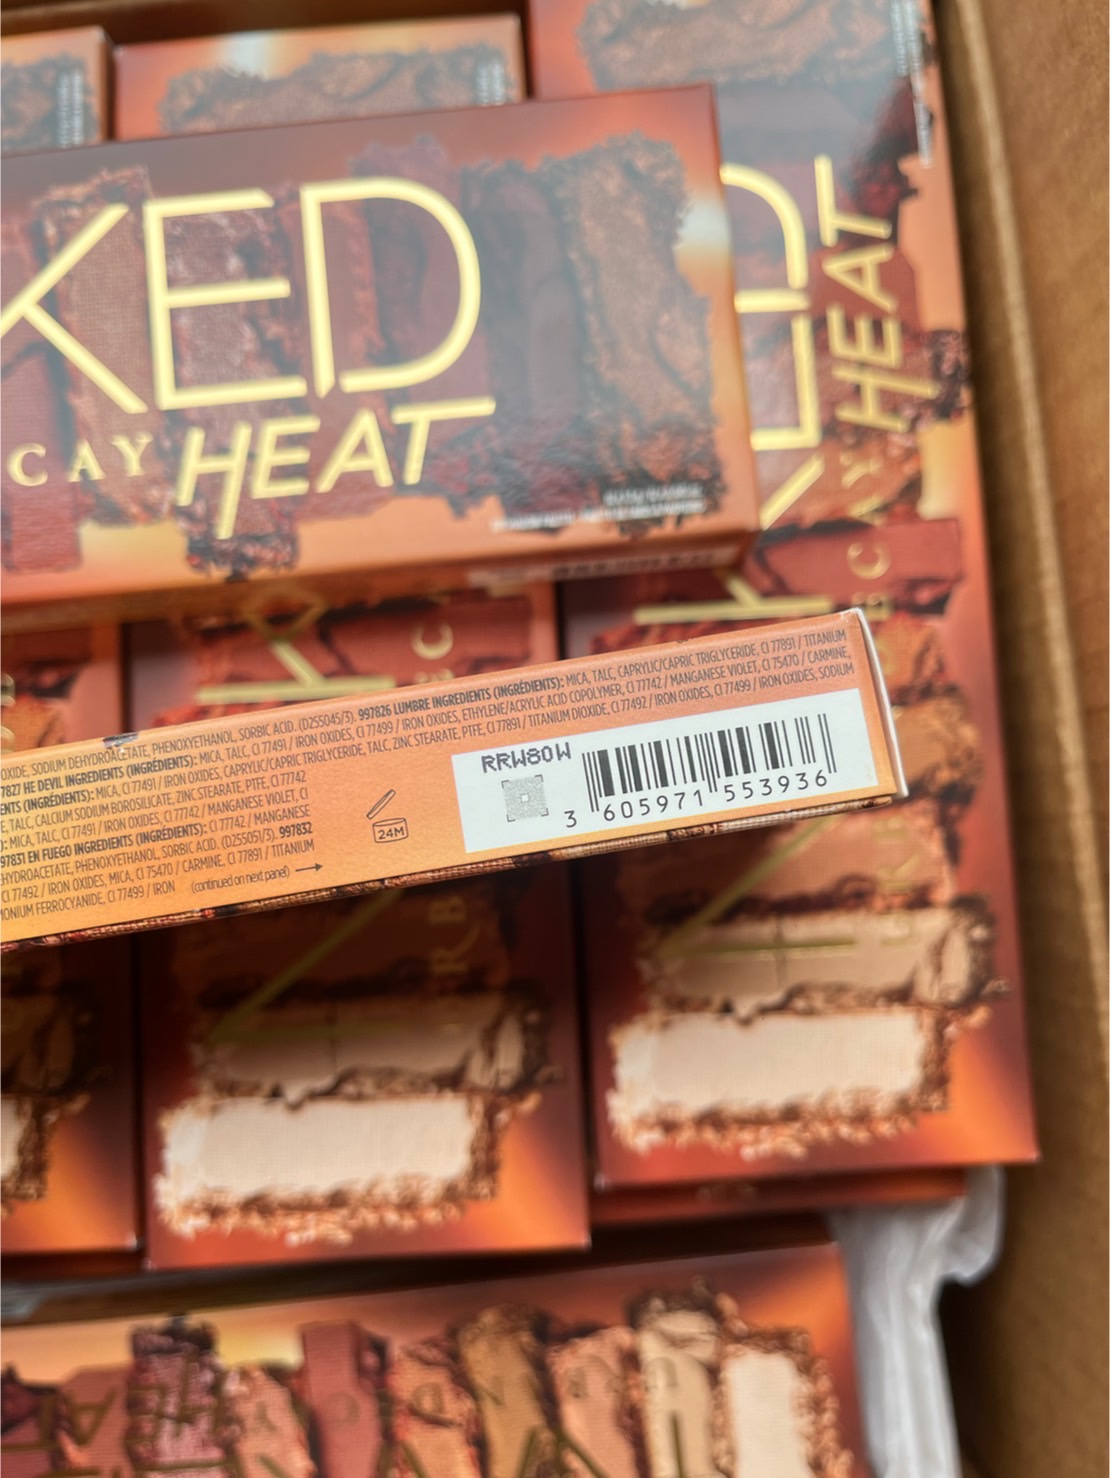 KED
CAY HEAT
HEAT
OXIDE, SODIUM DEHYDROACETATE, PHENOXYETHANOL, SORBIC ACID. (D255045/3). 997826 LUMBRE INGREDIENTS (INGRÉDIENTS): MICA, TALC, CAPRYLIC/CAPRIC TRIGLYCERIDE, CI 77891 / TITANIUM
7827 HE DEVIL INGREDIENTS (INGRÉDIENTS): MICA, TALC, CI 77491 / IRON OXIDES, CI 77499 / IRON OXIDES, ETHYLENE/ACRYLIC ACID COPOLYMER, CI 77742 / MANGANESE VIOLET, CI 75470 / CARMINE,
ENTS (INGRÉDIENTS): MICA, CI 77491 / IRON OXIDES, CAPRYLIC/CAPRIC TRIGLYCERIDE, TALC, ZINC STEARATE, PTFE, CI 77891 / TITANIUM DIOXIDE, CI 77492 / IRON OXIDES, CI 77499 / IRON OXIDES, SODIUM
E, TALC, CALCIUM SODIUM BOROSILICATE, ZINC STEARATE, PTFE, CI 77742
): MICA, TALC, CI 77491 / IRON OXIDES, CI 77742 / MANGANESE VIOLET, CI
97831 EN FUEGO INGREDIENTS (INGRÉDIENTS): CI 77742 / MANGANESE
HYDROACETATE, PHENOXYETHANOL, SORBIC ACID. (D255051/3). 997832
CI 77492 / IRON OXIDES, MICA, CI 75470 / CARMINE, CI 77891 / TITANIUM
MONIUM FERROCYANIDE, CI 77499 / IRON (continued on next panel)
24M
RRW80W
3 605971 553936